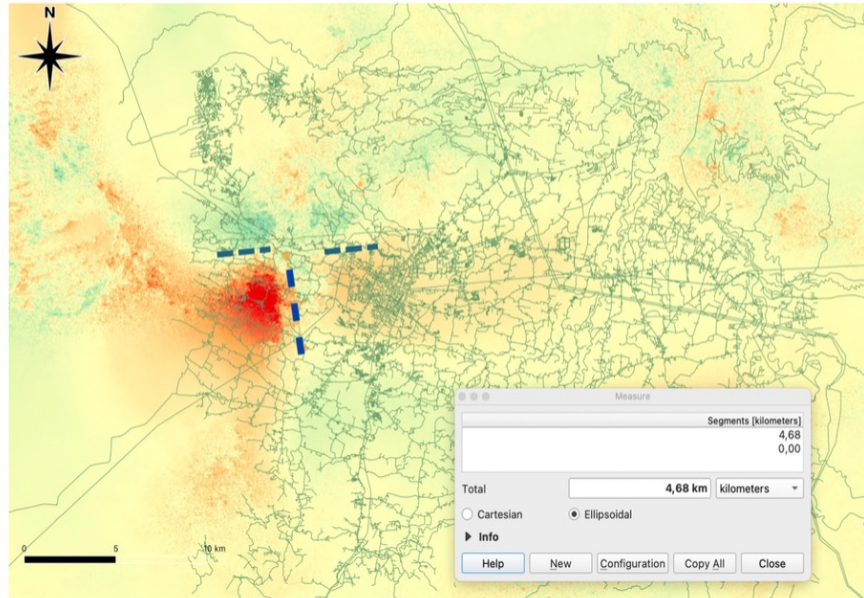 N
Measure
Segments [kilometers]
4,68
0,00
Total 4,68 km kilometers
Cartesian Ellipsoidal
Info
Help New Configuration Copy All Close
0 5 10 km